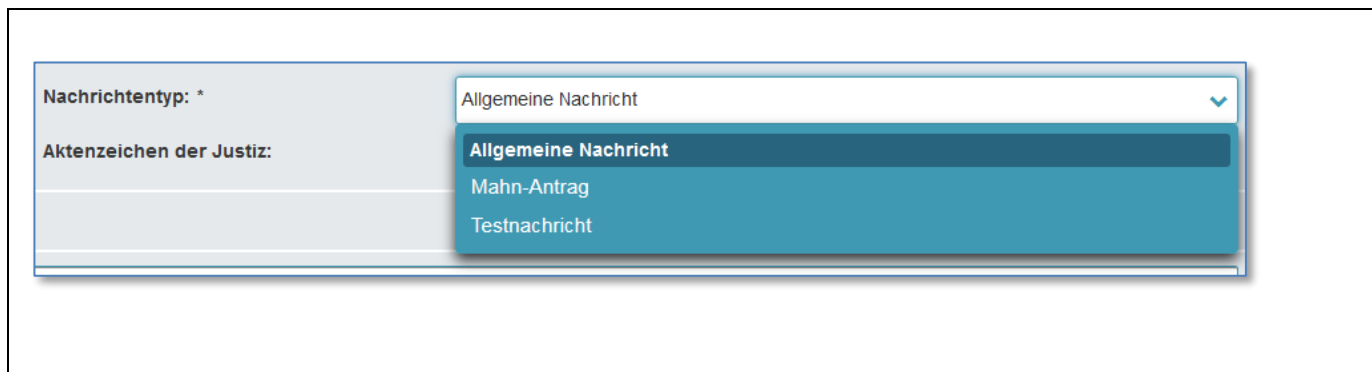 Nachrichtentyp: * Allgemeine Nachricht
Aktenzeichen der Justiz: Allgemeine Nachricht
Mahn-Antrag
Testnachricht